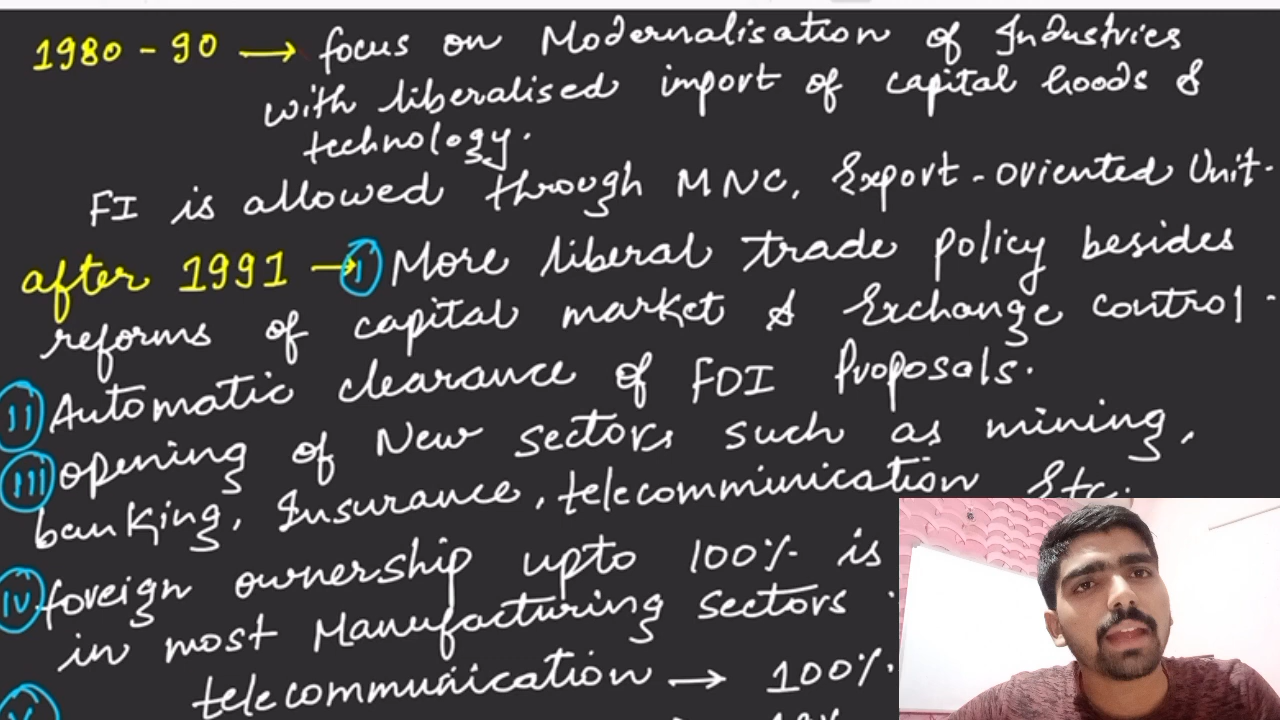 1980 - 90 → focus on Modernalisation of Industries
with liberalised import of capital Goods &
technology.
FI is allowed through MNC, Export-oriented Unit.
after 1991 → (i) More liberal trade policy besides
reforms of capital market & Exchange control.
(ii) Automatic clearance of FDI Proposals.
(iii) opening of New sectors such as mining,
banking, Insurance, telecommunication Etc.
(iv) foreign ownership upto 100% is
in most Manufacturing sectors.
telecommunication → 100%.